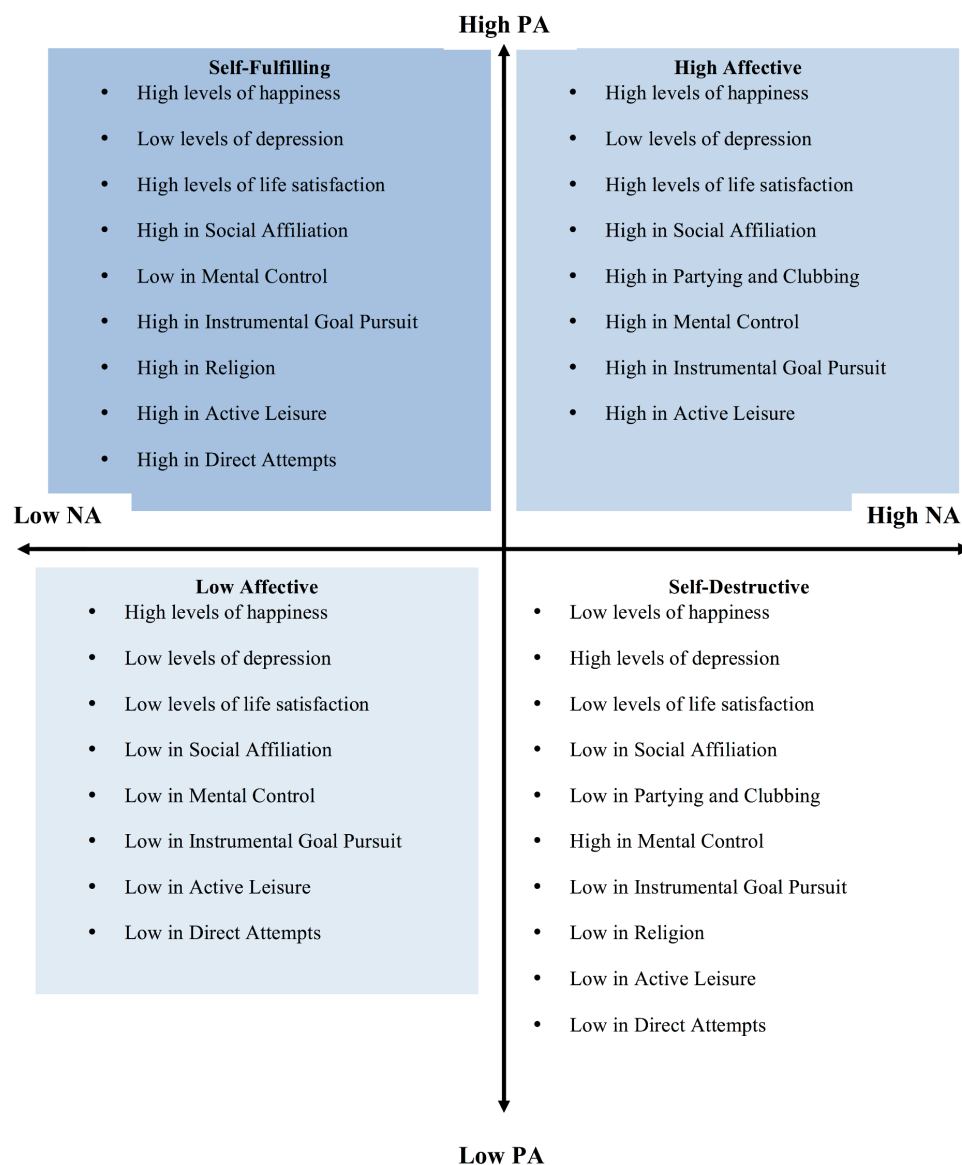 High PA
Self-Fulfilling
• High levels of happiness
• Low levels of depression
• High levels of life satisfaction
• High in Social Affiliation
• Low in Mental Control
• High in Instrumental Goal Pursuit
• High in Religion
• High in Active Leisure
• High in Direct Attempts
High Affective
• High levels of happiness
• Low levels of depression
• High levels of life satisfaction
• High in Social Affiliation
• High in Partying and Clubbing
• High in Mental Control
• High in Instrumental Goal Pursuit
• High in Active Leisure
Low NA
High NA
Low Affective
• High levels of happiness
• Low levels of depression
• Low levels of life satisfaction
• Low in Social Affiliation
• Low in Mental Control
• Low in Instrumental Goal Pursuit
• Low in Active Leisure
• Low in Direct Attempts
Self-Destructive
• Low levels of happiness
• High levels of depression
• Low levels of life satisfaction
• Low in Social Affiliation
• Low in Partying and Clubbing
• High in Mental Control
• Low in Instrumental Goal Pursuit
• Low in Religion
• Low in Active Leisure
• Low in Direct Attempts
Low PA